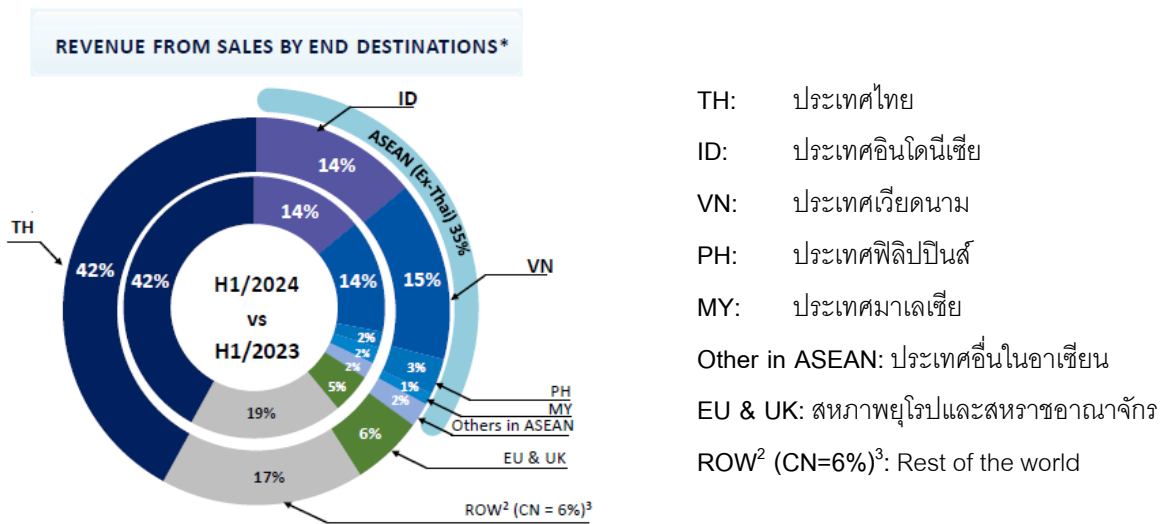 REVENUE FROM SALES BY END DESTINATIONS*
ID
ASEAN (Ex-Thai) 35%
14%
14%
TH
42%
42%
H1/2024
vs
H1/2023
14%
15%
VN
2%
2%
2%
5%
19%
3%
1%
2%
6%
17%
PH
MY
Others in ASEAN
EU & UK
ROW² (CN = 6%)³
TH: ประเทศไทย
ID: ประเทศอินโดนีเซีย
VN: ประเทศเวียดนาม
PH: ประเทศฟิลิปปินส์
MY: ประเทศมาเลเซีย
Other in ASEAN: ประเทศอื่นในอาเซียน
EU & UK: สหภาพยุโรปและสหราชอาณาจักร
ROW² (CN=6%)³: Rest of the world